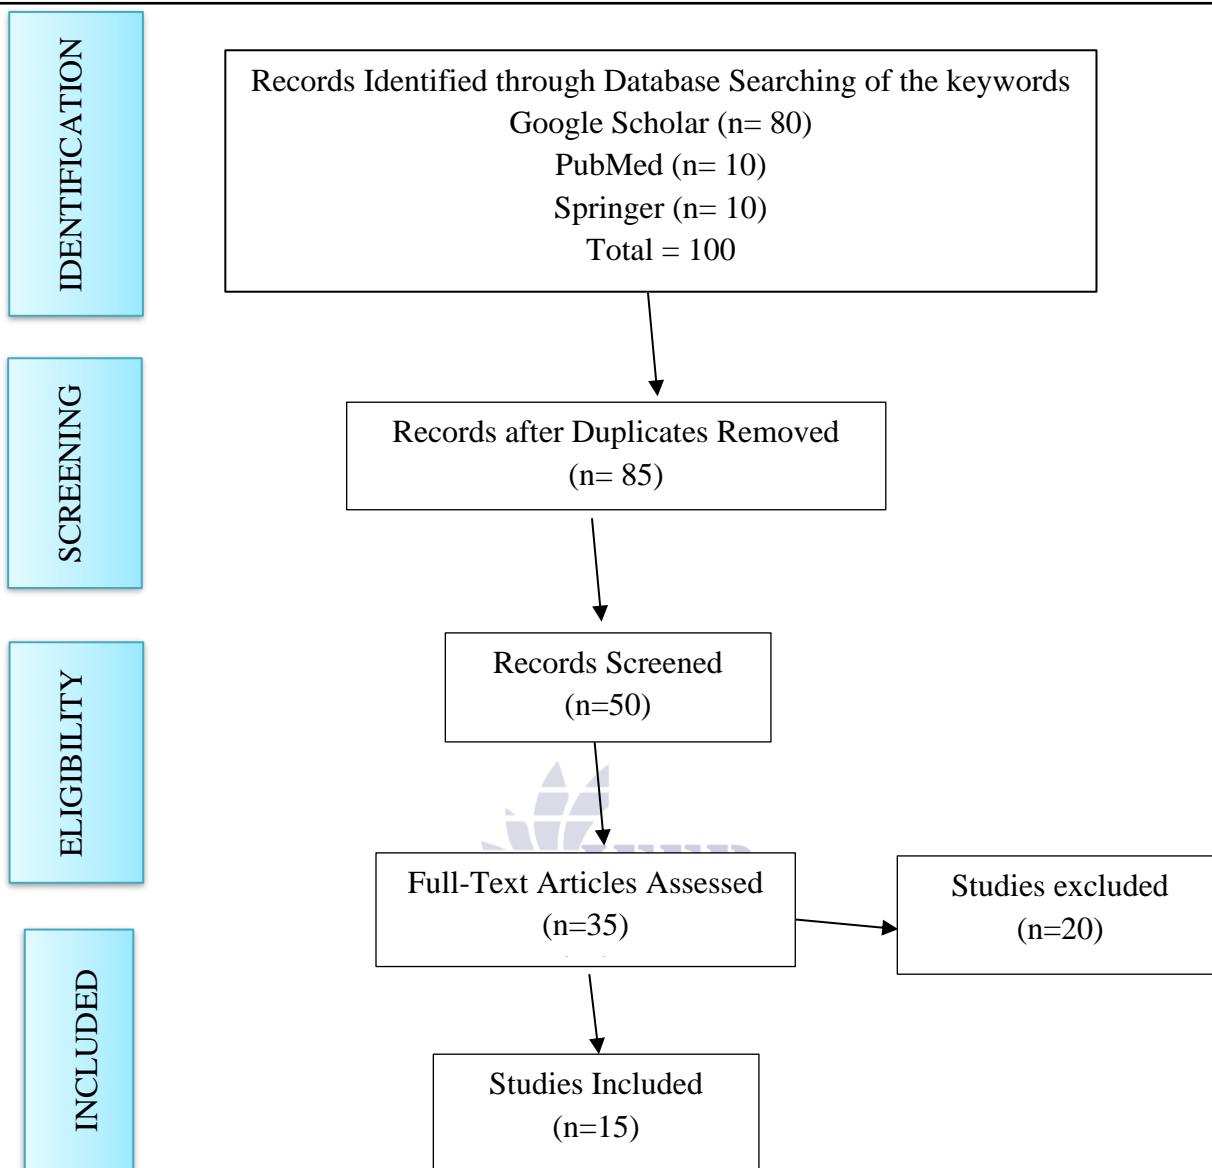 IDENTIFICATION
Records Identified through Database Searching of the keywords
Google Scholar (n= 80)
PubMed (n= 10)
Springer (n= 10)
Total = 100
SCREENING
Records after Duplicates Removed
(n= 85)
ELIGIBILITY
Records Screened
(n=50)
Full-Text Articles Assessed
(n=35)
Studies excluded
(n=20)
INCLUDED
Studies Included
(n=15)